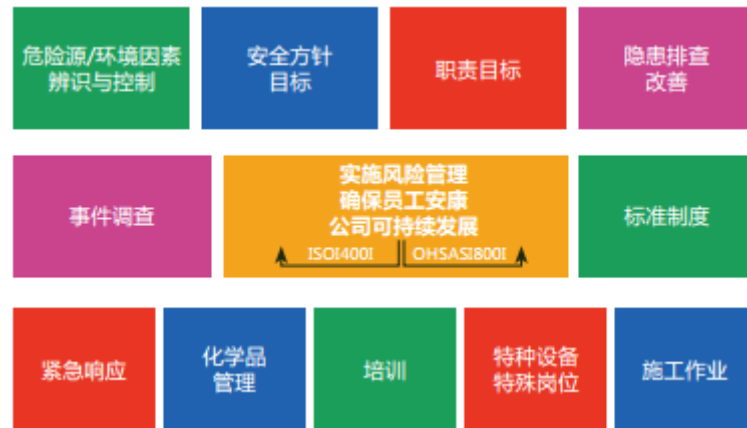 危险源/环境因素
辨识与控制
安全方针
目标
职责目标
隐患排查
改善
事件调查
实施风险管理
确保员工安康
公司可持续发展
ISOI400I
OHSASI800I
标准制度
紧急响应
化学品
管理
培训
特种设备
特殊岗位
施工作业